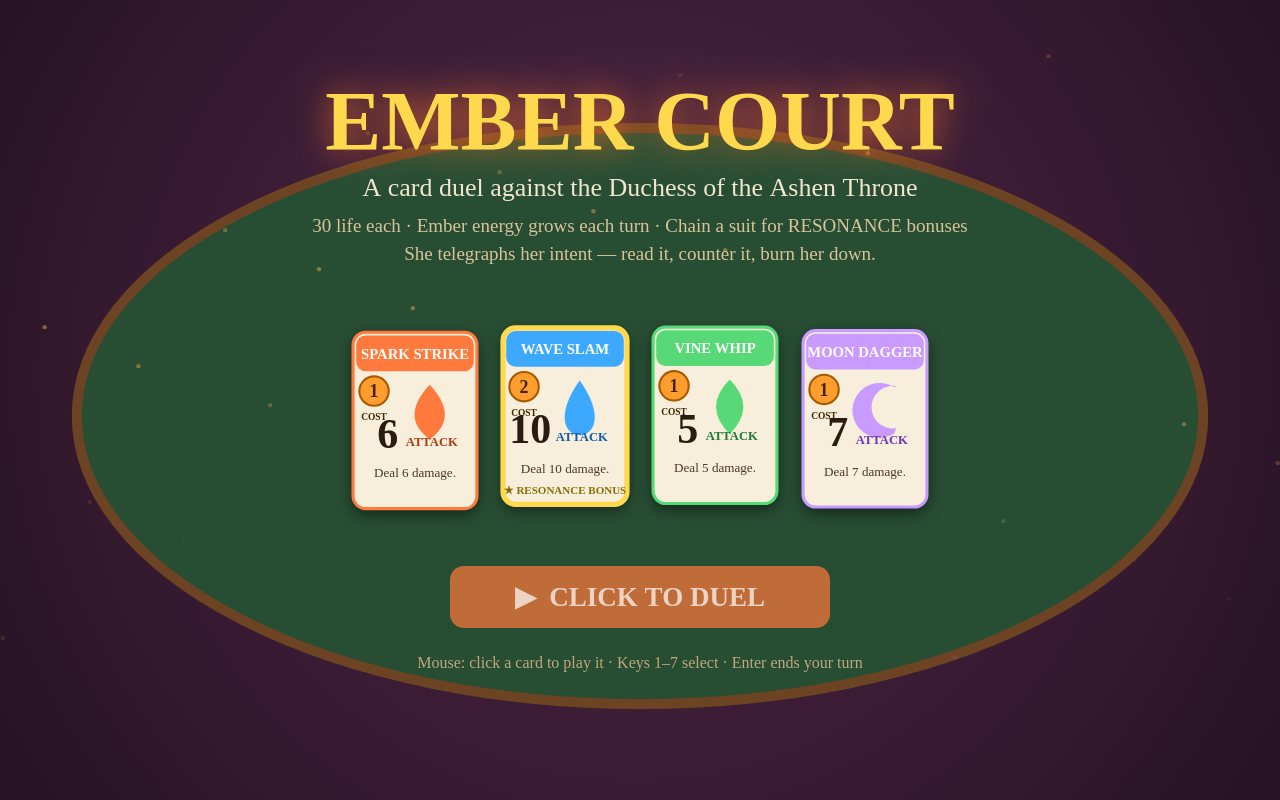 EMBER COURT
A card duel against the Duchess of the Ashen Throne
30 life each · Ember energy grows each turn · Chain a suit for RESONANCE bonuses
She telegraphs her intent — read it, counter it, burn her down.
SPARK STRIKE
1
COST
6 ATTACK
Deal 6 damage.
WAVE SLAM
2
COST
10 ATTACK
Deal 10 damage.
★ RESONANCE BONUS
VINE WHIP
1
COST
5 ATTACK
Deal 5 damage.
MOON DAGGER
1
COST
7 ATTACK
Deal 7 damage.
▶ CLICK TO DUEL
Mouse: click a card to play it · Keys 1–7 select · Enter ends your turn